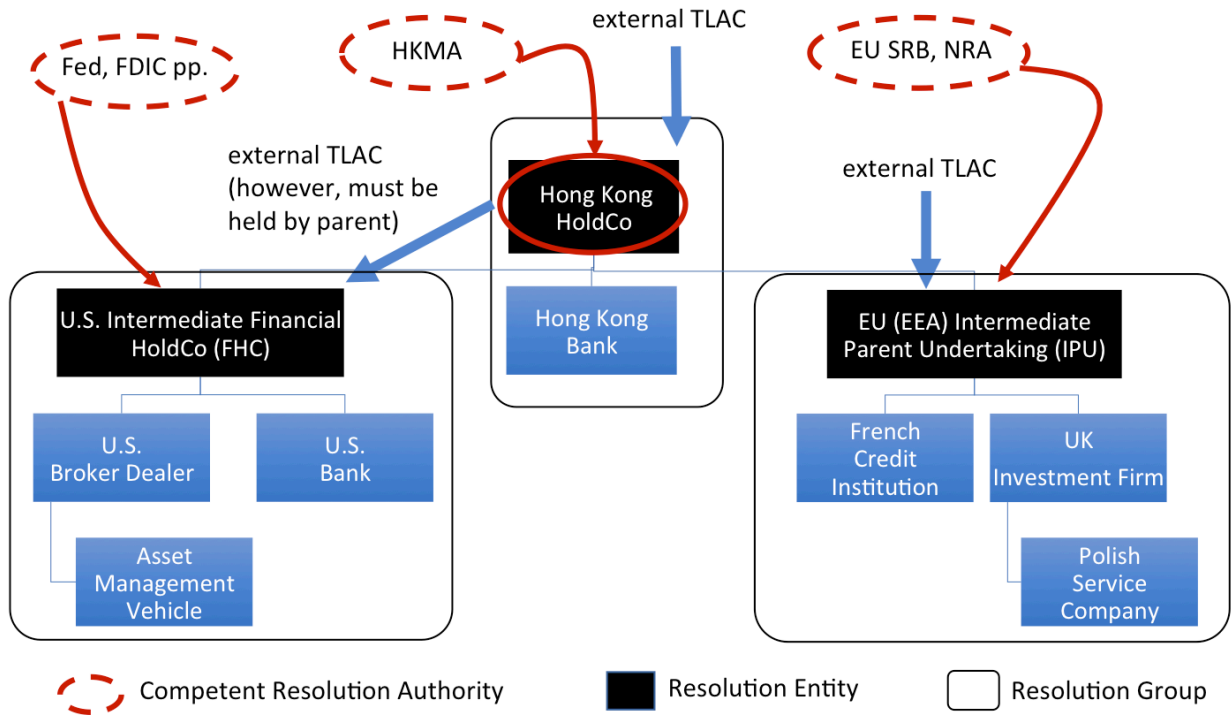 external TLAC
Fed, FDIC pp.
HKMA
EU SRB, NRA
external TLAC
(however, must be
held by parent)
Hong Kong
HoldCo
external TLAC
U.S. Intermediate Financial
HoldCo (FHC)
Hong Kong
Bank
EU (EEA) Intermediate
Parent Undertaking (IPU)
U.S.
Broker Dealer
U.S.
Bank
French
Credit
Institution
UK
Investment Firm
Asset
Management
Vehicle
Polish
Service
Company
Competent Resolution Authority
Resolution Entity
Resolution Group